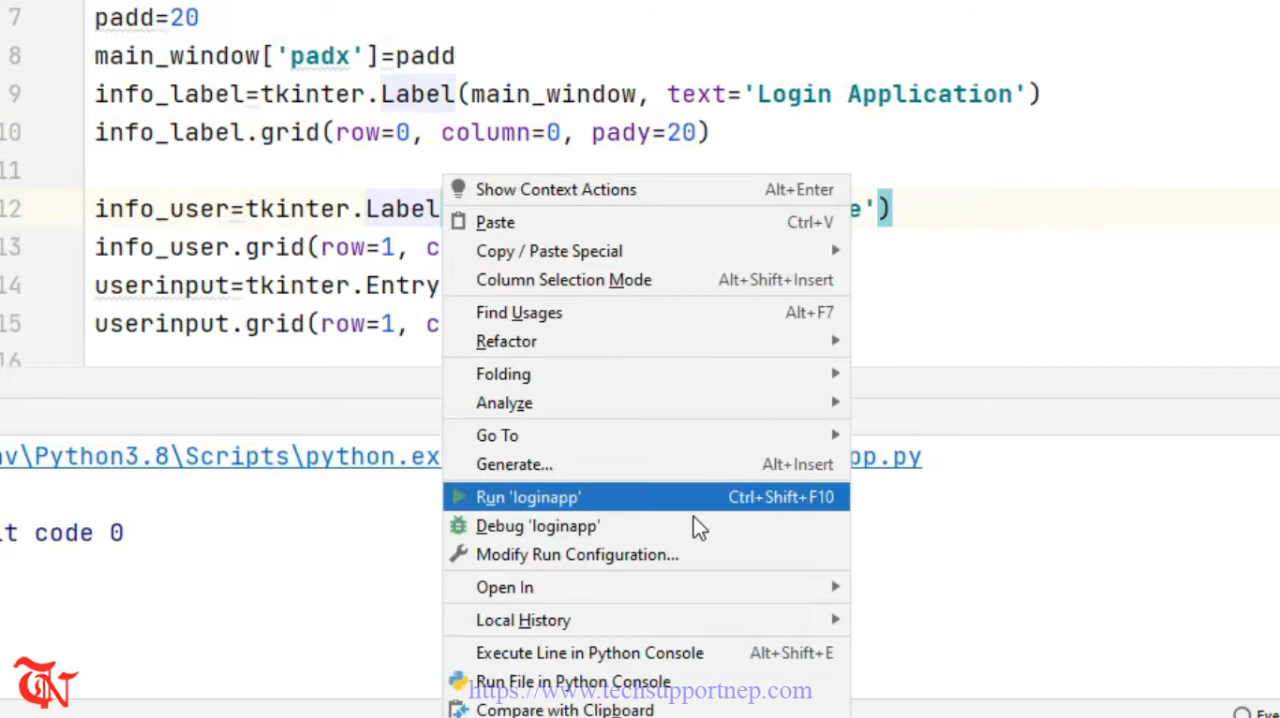 7 padd=20
8 main_window['padx']=padd
9 info_label=tkinter.Label(main_window, text='Login Application')
10 info_label.grid(row=0, column=0, pady=20)
11
12 info_user=tkinter.Label e')
13 info_user.grid(row=1, c
14 userinput=tkinter.Entry
15 userinput.grid(row=1, c
16
Show Context Actions Alt+Enter
Paste Ctrl+V
Copy / Paste Special
Column Selection Mode Alt+Shift+Insert
Find Usages Alt+F7
Refactor
Folding
Analyze
Go To
Generate... Alt+Insert
Run 'loginapp' Ctrl+Shift+F10
Debug 'loginapp'
Modify Run Configuration...
Open In
Local History
Execute Line in Python Console Alt+Shift+E
Run File in Python Console
Compare with Clipboard
nv\Python3.8\Scripts\python.ex pp.py
it code 0
TN
https://www.techsupportnep.com
Eve